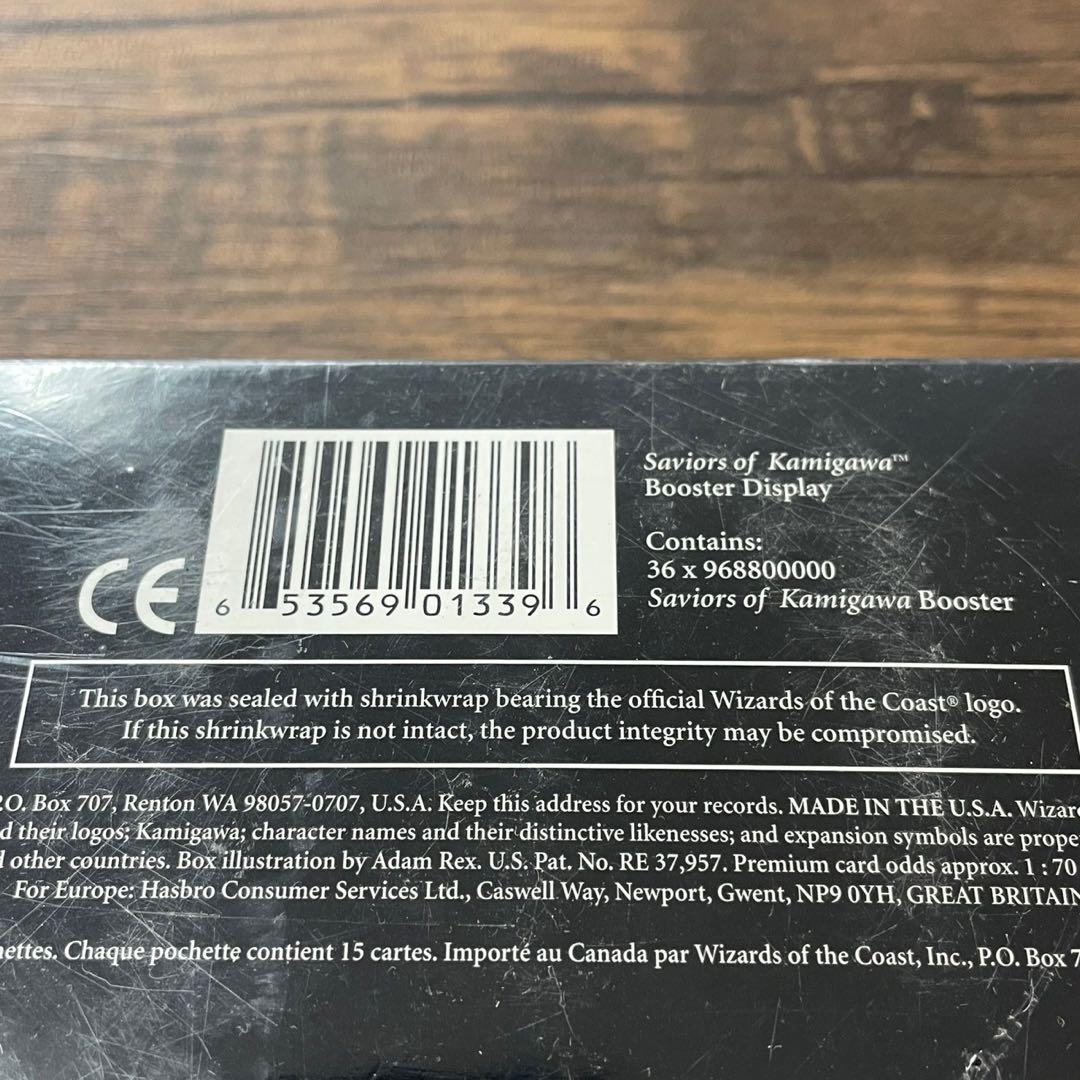 Saviors of Kamigawa™
Booster Display
Contains:
36 x 968800000
Saviors of Kamigawa Booster
CE
6 53569 01339 6
This box was sealed with shrinkwrap bearing the official Wizards of the Coast® logo.
If this shrinkwrap is not intact, the product integrity may be compromised.
P.O. Box 707, Renton WA 98057-0707, U.S.A. Keep this address for your records. MADE IN THE U.S.A.
their logos; Kamigawa; character names and their distinctive likenesses; and expansion symbols are
other countries. Box illustration by Adam Rex. U.S. Pat. No. RE 37,957. Premium card odds approx. 1 : 70
For Europe: Hasbro Consumer Services Ltd., Caswell Way, Newport, Gwent, NP9 0YH, GREAT BRITAIN
Chaque pochette contient 15 cartes. Importé au Canada par Wizards of the Coast, Inc., P.O. Box 7